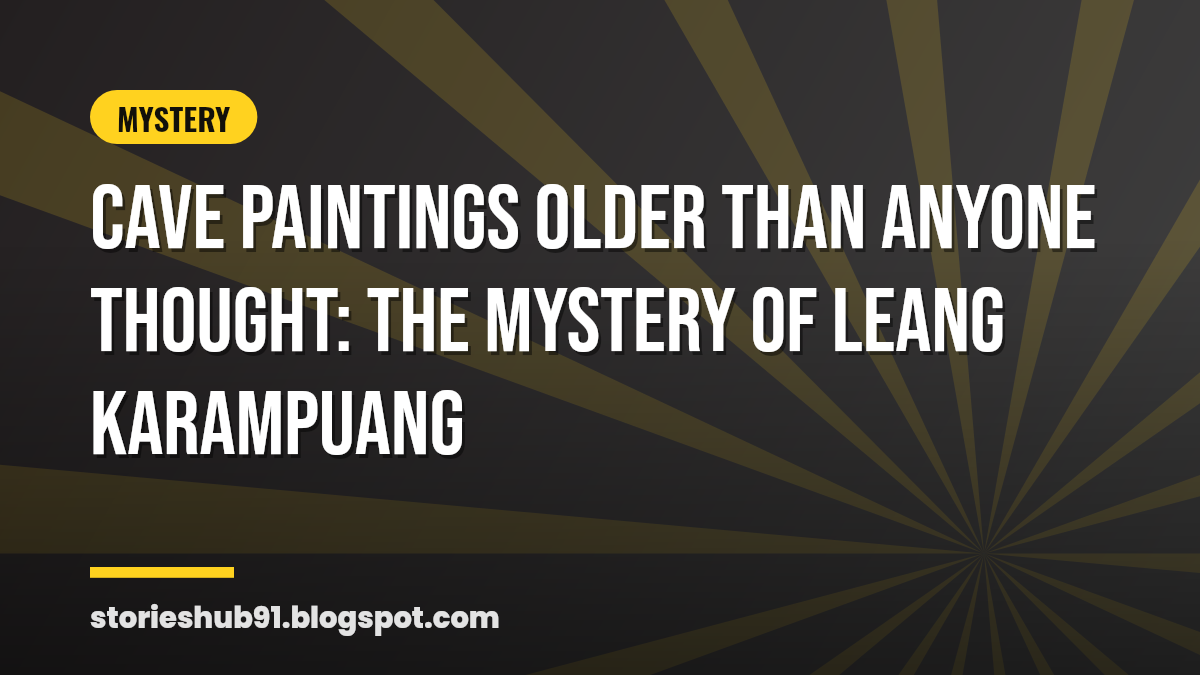 MYSTERY
CAVE PAINTINGS OLDER THAN ANYONE
THOUGHT: THE MYSTERY OF LEANG
KARAMPUANG
storieshub91.blogspot.com